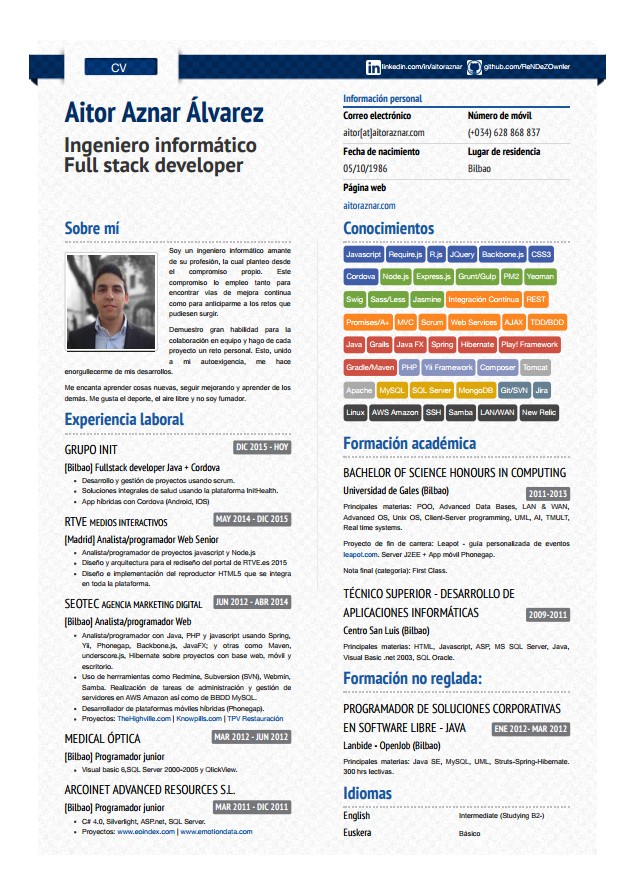 CV
linkedin.com/in/aitoraznar
github.com/ReNDeZOwnler
Aitor Aznar Álvarez
Ingeniero informático
Full stack developer
Información personal
Correo electrónico Número de móvil
aitor[at]aitoraznar.com (+034) 628 868 837
Fecha de nacimiento Lugar de residencia
05/10/1986 Bilbao
Página web
aitoraznar.com
Sobre mí
Soy un ingeniero informático amante
de su profesión, la cual planteo desde
el compromiso propio. Este
compromiso lo empleo tanto para
encontrar vías de mejora continua
como para anticiparme a los retos que
pudiesen surgir.
Demuestro gran habilidad para la
colaboración en equipo y hago de cada
proyecto un reto personal. Esto, unido
a mi autoexigencia, me hace
enorgullecerme de mis desarrollos.
Me encanta aprender cosas nuevas, seguir mejorando y aprender de los
demás. Me gusta el deporte, el aire libre y no soy fumador.
Experiencia laboral
GRUPO INIT DIC 2015 - HOY
[Bilbao] Fullstack developer Java + Cordova
• Desarrollo y gestión de proyectos usando scrum.
• Soluciones integrales de salud usando la plataforma InitHealth.
• App híbridas con Cordova (Android, IOS)
RTVE MEDIOS INTERACTIVOS MAY 2014 - DIC 2015
[Madrid] Analista/programador Web Senior
• Analista/programador de proyectos javascript y Node.js
• Diseño y arquitectura para el rediseño del portal de RTVE.es 2015
• Diseño e implementación del reproductor HTML5 que se integra
en toda la plataforma.
SEOTEC AGENCIA MARKETING DIGITAL JUN 2012 - ABR 2014
[Bilbao] Analista/programador Web
• Analista/programador con Java, PHP y javascript usando Spring,
Yii, Phonegap, Backbone.js, JavaFX; y otras como Maven,
underscore.js, Hibernate sobre proyectos con base web, móvil y
escritorio.
• Uso de herrramientas como Redmine, Subversion (SVN), Webmin,
Samba. Realización de tareas de administración y gestión de
servidores en AWS Amazon así como de BBDD MySQL.
• Desarrollador de plataformas móviles híbridas (Phonegap).
• Proyectos: TheHighville.com | Knowpills.com | TPV Restauración
MEDICAL ÓPTICA MAR 2012 - JUN 2012
[Bilbao] Programador junior
• Visual basic 6,SQL Server 2000-2005 y QlickView.
ARCOINET ADVANCED RESOURCES S.L.
[Bilbao] Programador junior MAR 2011 - DIC 2011
• C# 4.0, Silverlight, ASP.net, SQL Server.
• Proyectos: www.eoindex.com | www.emotiondata.com
Conocimientos
Javascript Require.js R.js JQuery Backbone.js CSS3
Cordova Node.js Express.js Grunt/Gulp PM2 Yeoman
Swig Sass/Less Jasmine Integración Continua REST
Promises/A+ MVC Scrum Web Services AJAX TDD/BDD
Java Grails Java FX Spring Hibernate Play! Framework
Gradle/Maven PHP Yii Framework Composer Tomcat
Apache MySQL SQL Server MongoDB Git/SVN Jira
Linux AWS Amazon SSH Samba LAN/WAN New Relic
Formación académica
BACHELOR OF SCIENCE HONOURS IN COMPUTING
Universidad de Gales (Bilbao) 2011-2013
Principales materias: POO, Advanced Data Bases, LAN & WAN,
Advanced OS, Unix OS, Client-Server programming, UML, AI, TMULT,
Real time systems.
Proyecto de fin de carrera: Leapot - guía personalizada de eventos
leapot.com. Server J2EE + App móvil Phonegap.
Nota final (categoría): First Class.
TÉCNICO SUPERIOR - DESARROLLO DE
APLICACIONES INFORMÁTICAS 2009-2011
Centro San Luis (Bilbao)
Principales materias: HTML, Javascript, ASP, MS SQL Server, Java,
Visual Basic .net 2003, SQL Oracle.
Formación no reglada:
PROGRAMADOR DE SOLUCIONES CORPORATIVAS
EN SOFTWARE LIBRE - JAVA ENE 2012- MAR 2012
Lanbide • OpenJob (Bilbao)
Principales materias: Java SE, MySQL, UML, Struts-Spring-Hibernate.
300 hrs lectivas.
Idiomas
English Intermediate (Studying B2-)
Euskera Básico